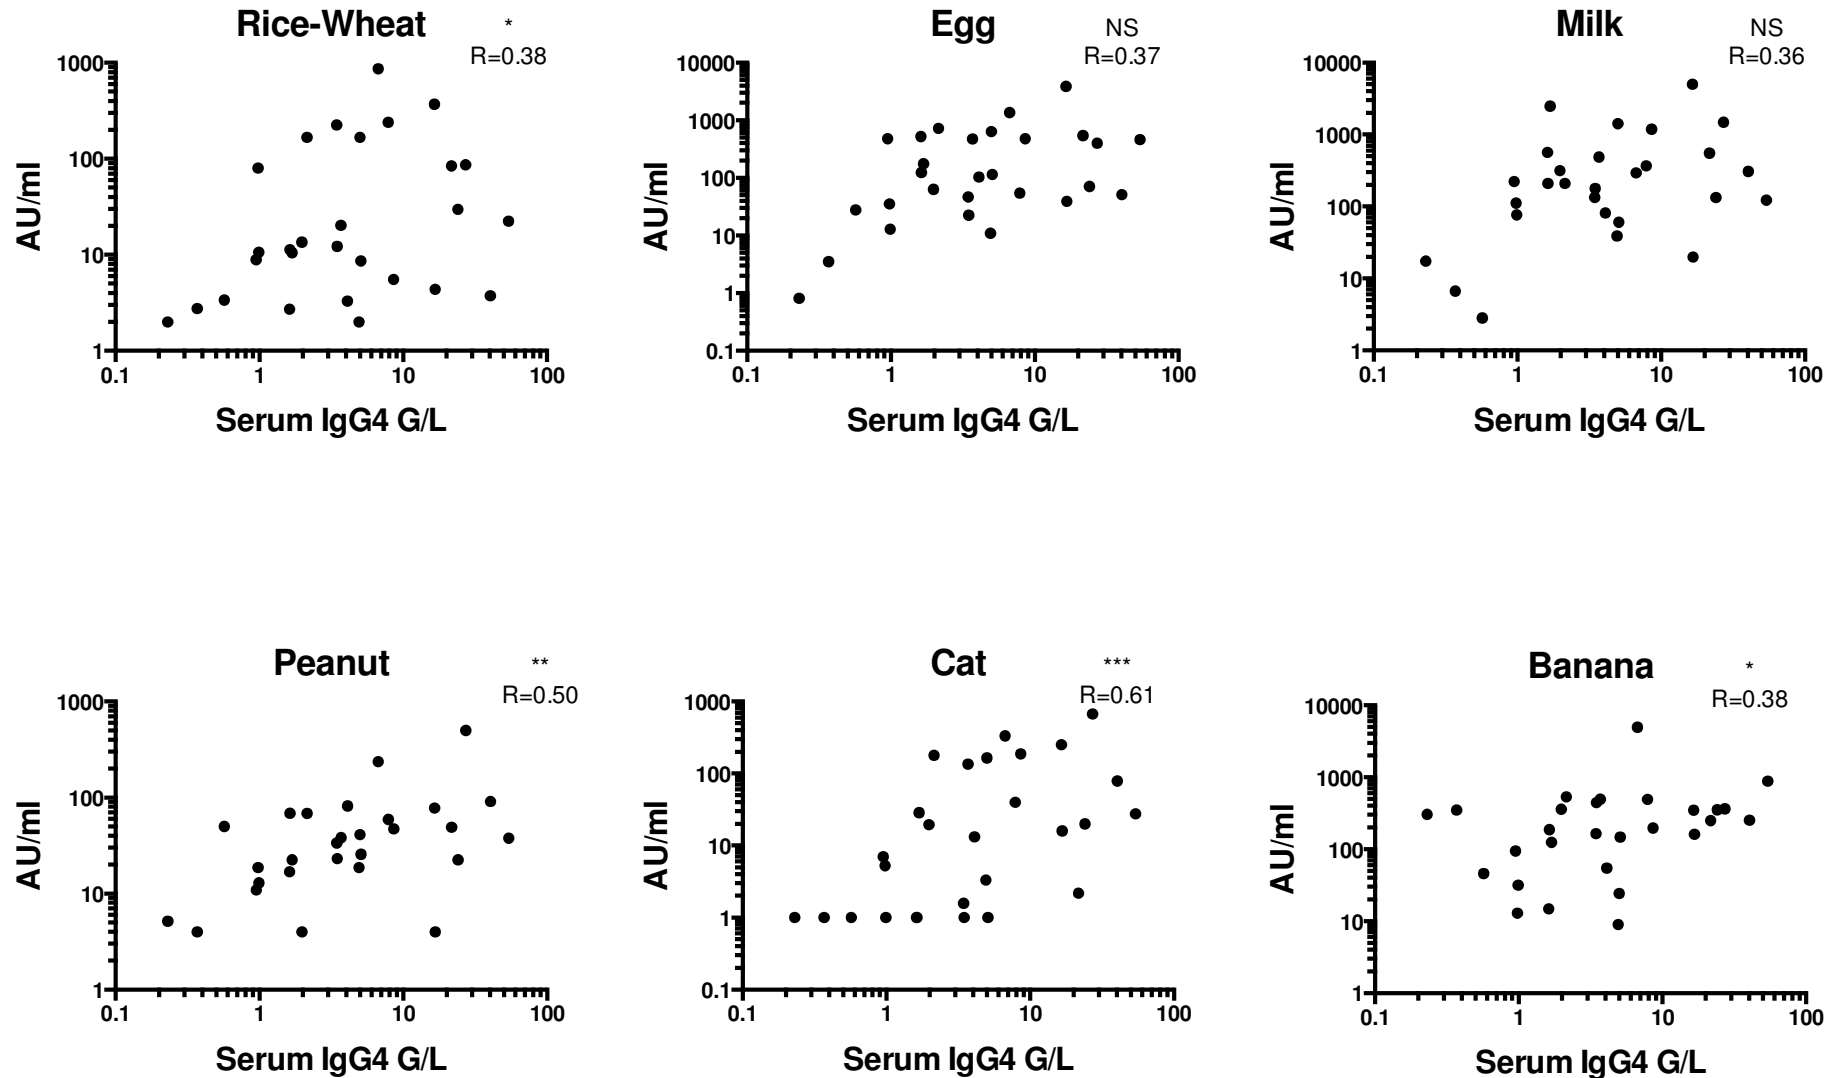 Rice-Wheat
*
R=0.38
1000
100
10
1
AU/ml
0.1 1 10 100
Serum IgG4 G/L
Egg
NS
R=0.37
10000
1000
100
10
1
0.1
AU/ml
0.1 1 10 100
Serum IgG4 G/L
Milk
NS
R=0.36
10000
1000
100
10
1
AU/ml
0.1 1 10 100
Serum IgG4 G/L
Peanut
**
R=0.50
1000
100
10
1
AU/ml
0.1 1 10 100
Serum IgG4 G/L
Cat
***
R=0.61
1000
100
10
1
0.1
AU/ml
0.1 1 10 100
Serum IgG4 G/L
Banana
*
R=0.38
10000
1000
100
10
1
AU/ml
0.1 1 10 100
Serum IgG4 G/L